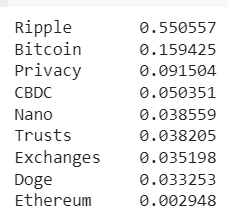 Ripple 0.550557
Bitcoin 0.159425
Privacy 0.091504
CBDC 0.050351
Nano 0.038559
Trusts 0.038205
Exchanges 0.035198
Doge 0.033253
Ethereum 0.002948